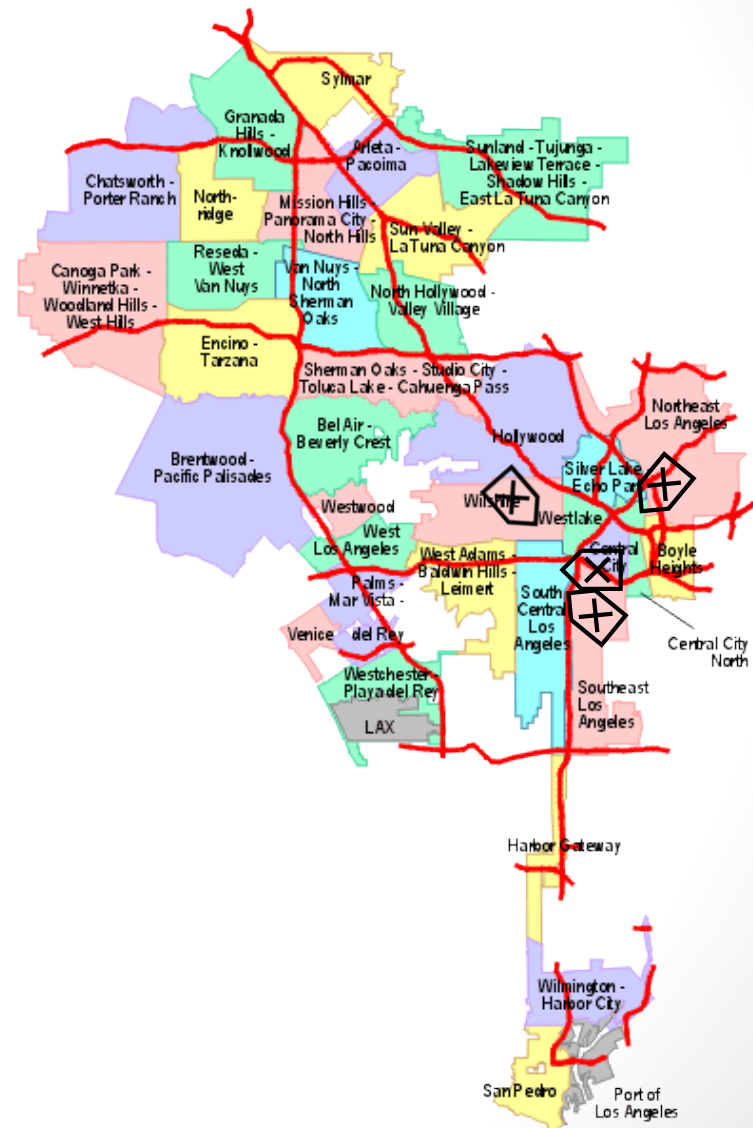 Sylmar
Granada
Hills -
Knollwood
Arleta -
Pacoima
Sunland - Tujunga -
Lakeview Terrace -
Shadow Hills -
East La Tuna Canyon
Chatsworth -
Porter Ranch
North-
ridge
Mission Hills -
Panorama City -
North Hills
Sun Valley -
La Tuna Canyon
Canoga Park -
Winnetka -
Woodland Hills -
West Hills
Reseda -
West
Van Nuys
Van Nuys -
North
Sherman
Oaks
North Hollywood -
Valley Village
Encino -
Tarzana
Sherman Oaks - Studio City -
Toluca Lake - Cahuenga Pass
Northeast
Los Angeles
Bel Air -
Beverly Crest
Hollywood
Brentwood -
Pacific Palisades
Silver Lake -
Echo Park
Westwood
Wilshire
Westlake
West
Los Angeles
Central
City
Boyle
Heights
West Adams -
Baldwin Hills -
Leimert
Palms -
Mar Vista -
del Rey
South
Central
Los
Angeles
Venice
Central City
North
Westchester -
Playa del Rey
Southeast
Los
Angeles
LAX
Harbor Gateway
Wilmington -
Harbor City
San Pedro
Port of
Los Angeles